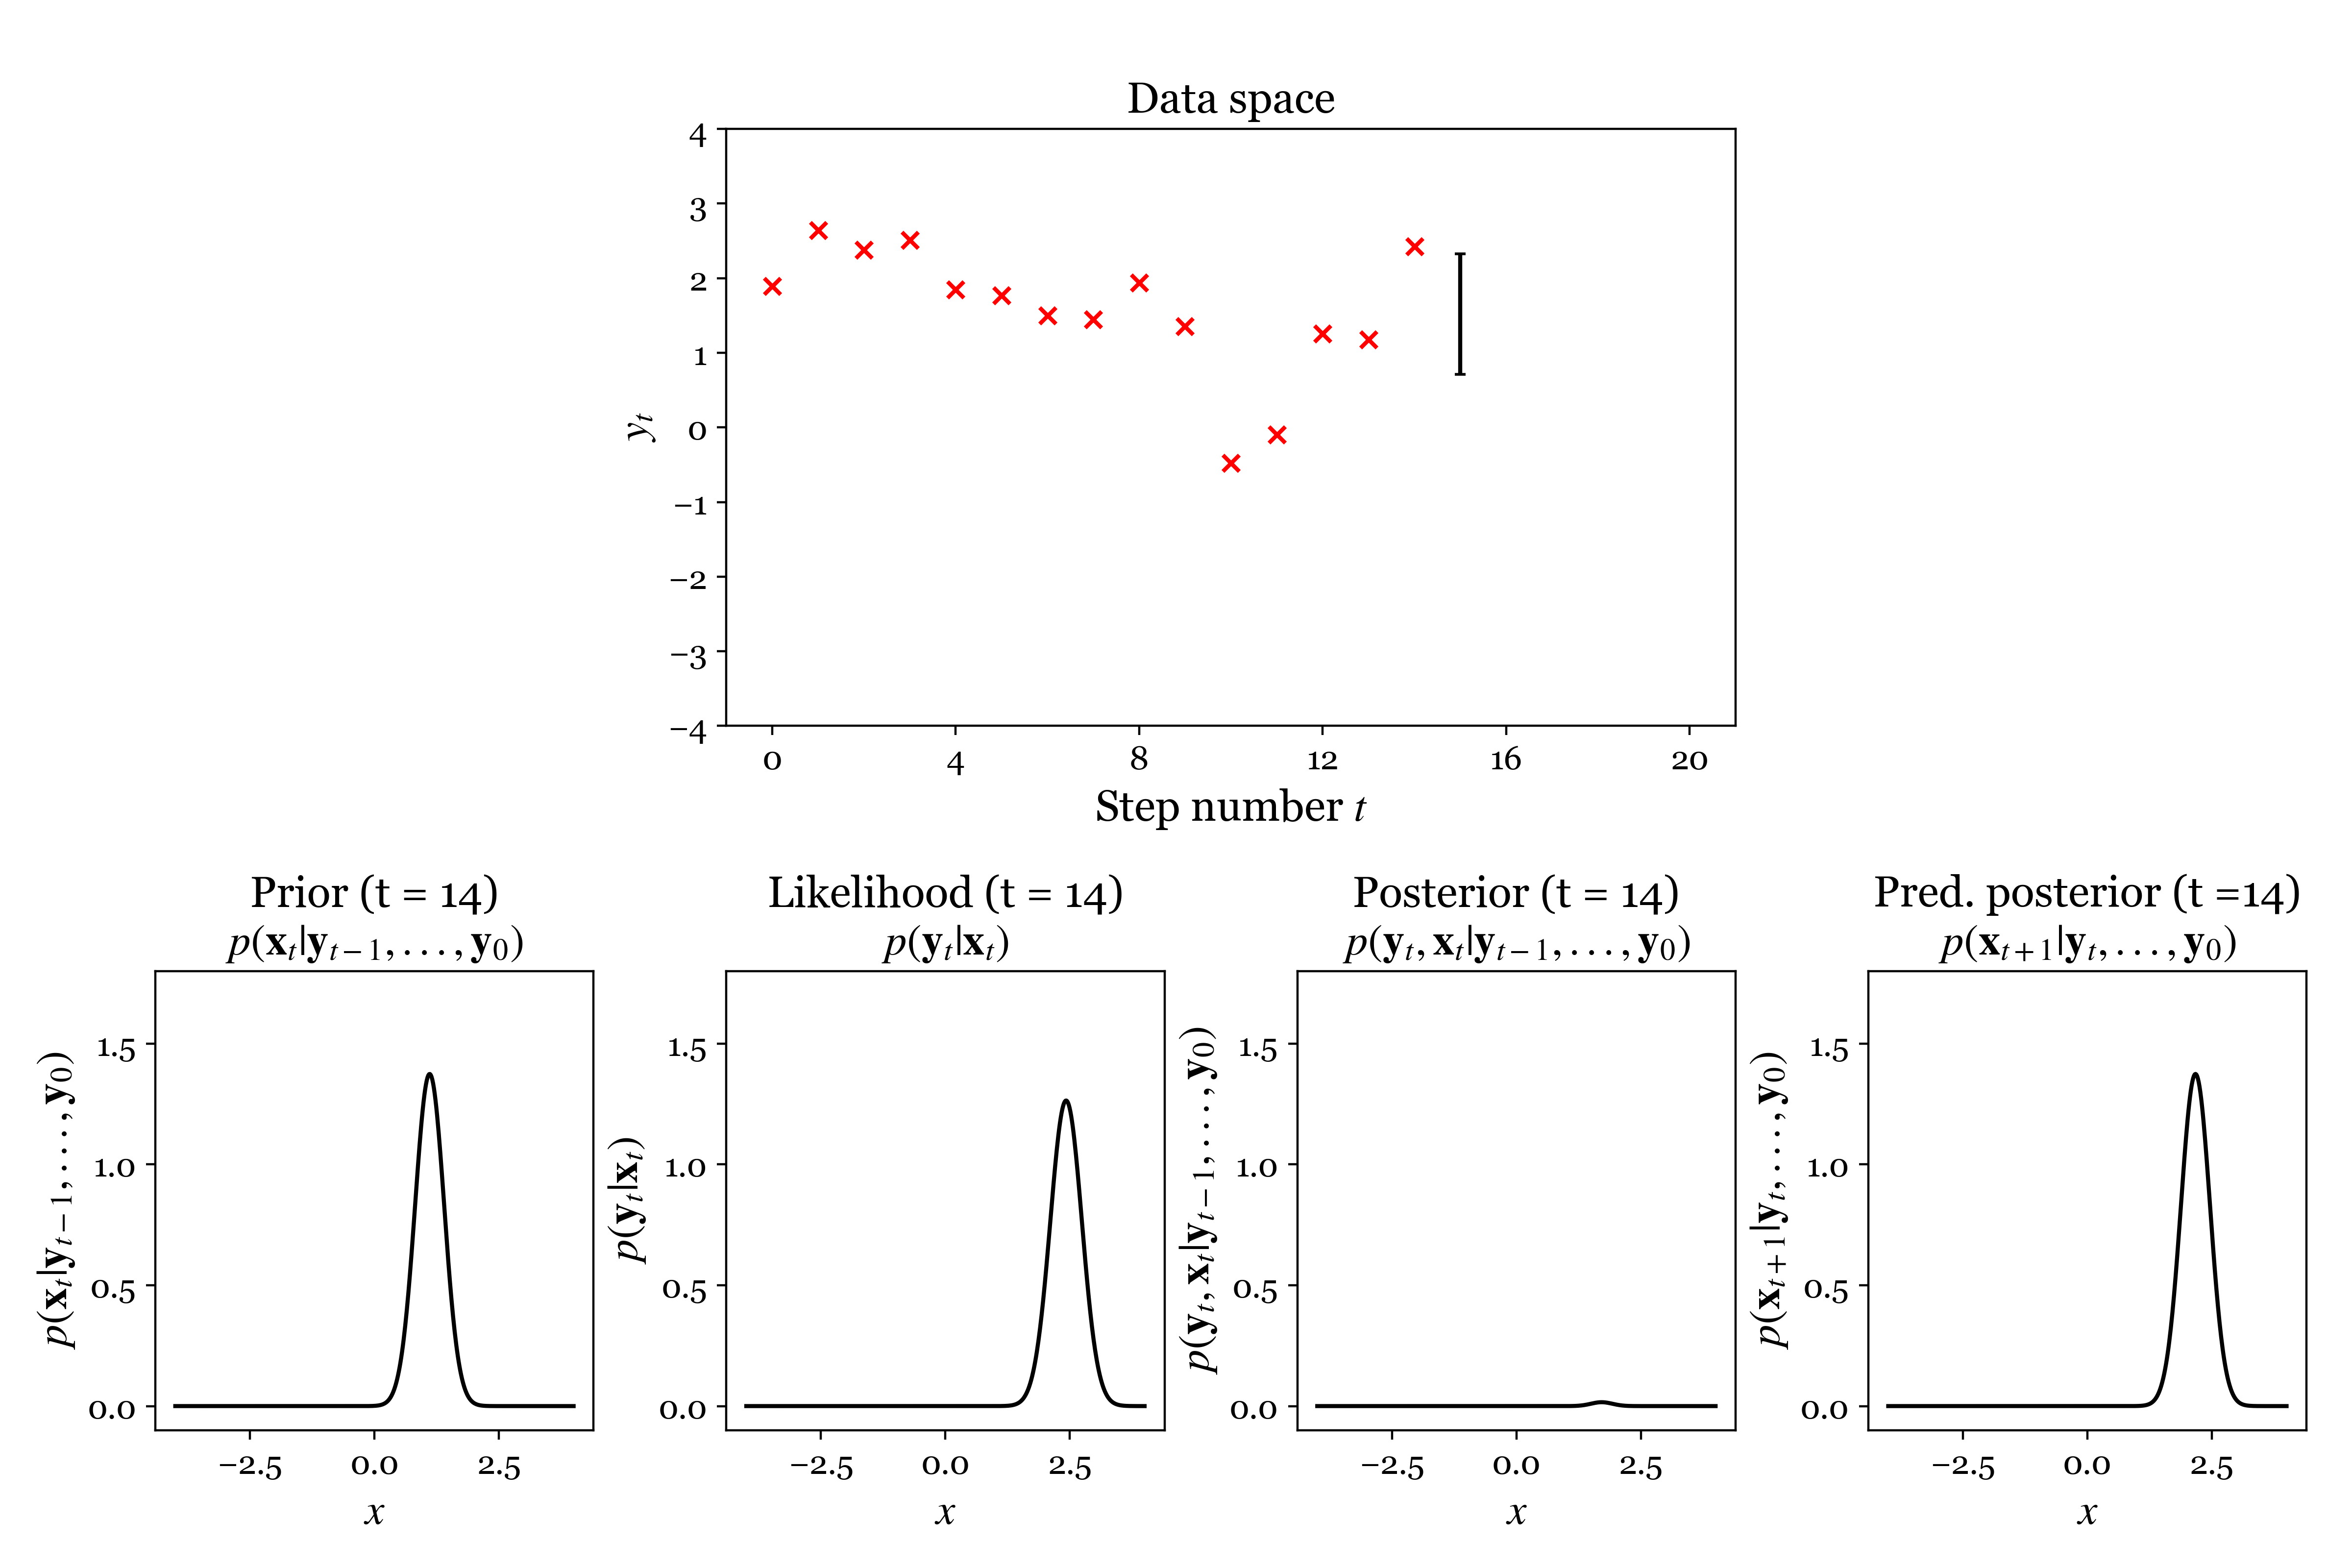 Data space
4
3
2
1
0
−1
−2
−3
−4
y_t
0 4 8 12 16 20
Step number t
Prior (t = 14)
p(𝐱_t|𝐲_{t−1}, . . . , 𝐲_0)
p(𝐱_t|𝐲_{t−1}, . . . , 𝐲_0)
1.5
1.0
0.5
0.0
−2.5 0.0 2.5
x
Likelihood (t = 14)
p(𝐲_t|𝐱_t)
p(𝐲_t|𝐱_t)
1.5
1.0
0.5
0.0
−2.5 0.0 2.5
x
Posterior (t = 14)
p(𝐲_t, 𝐱_t|𝐲_{t−1}, . . . , 𝐲_0)
p(𝐲_t, 𝐱_t|𝐲_{t−1}, . . . , 𝐲_0)
1.5
1.0
0.5
0.0
−2.5 0.0 2.5
x
Pred. posterior (t =14)
p(𝐱_{t+1}|𝐲_t, . . . , 𝐲_0)
p(𝐱_{t+1}|𝐲_t, . . . , 𝐲_0)
1.5
1.0
0.5
0.0
−2.5 0.0 2.5
x